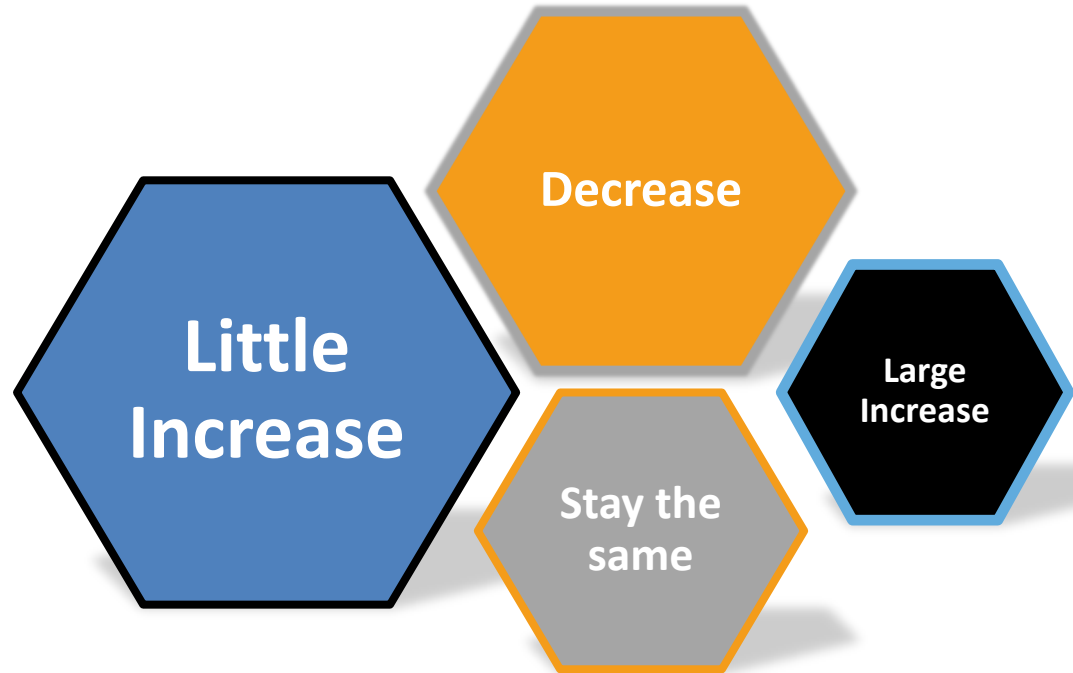 Decrease
Little
Increase
Large
Increase
Stay the
same